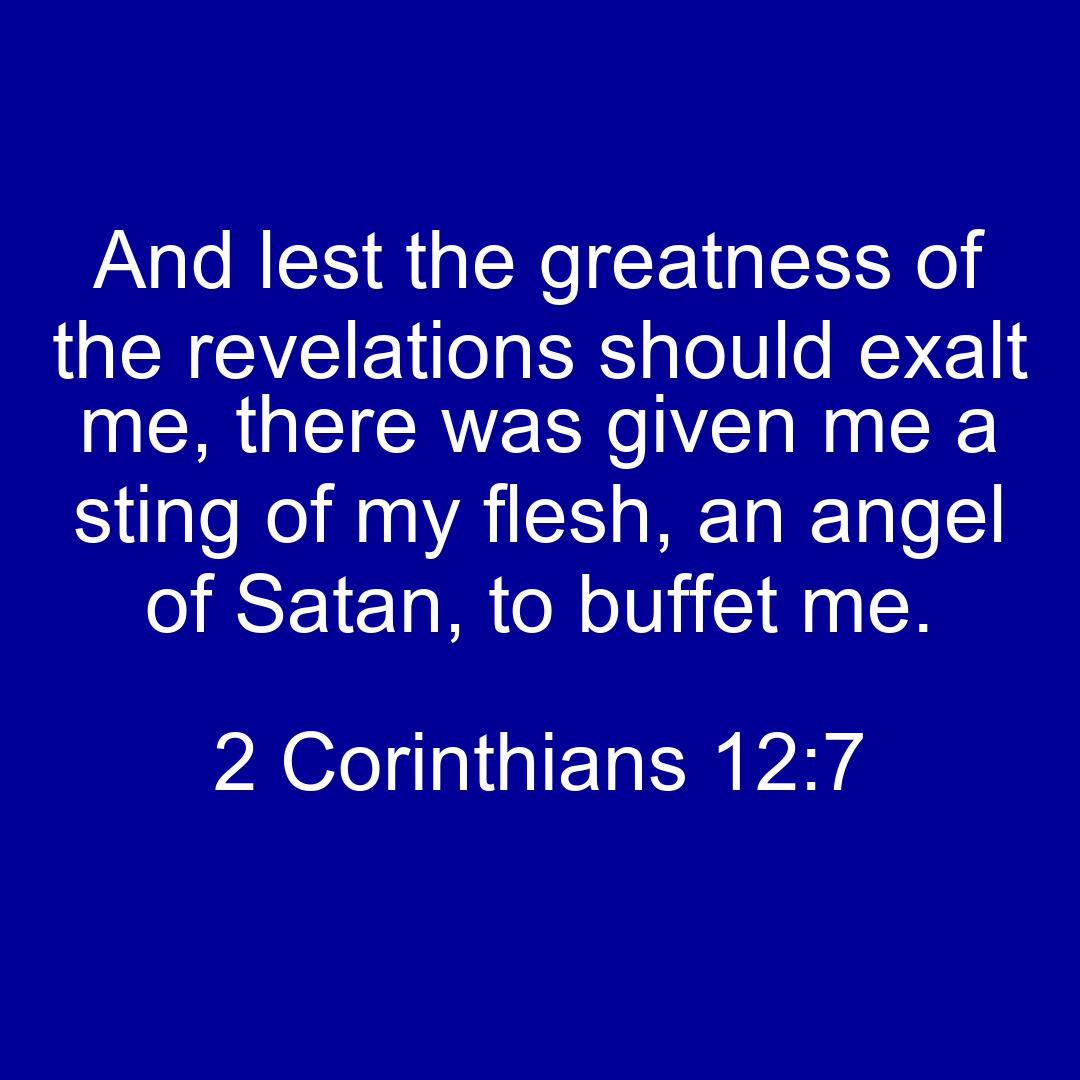 And lest the greatness of
the revelations should exalt
me, there was given me a
sting of my flesh, an angel
of Satan, to buffet me.
2 Corinthians 12:7